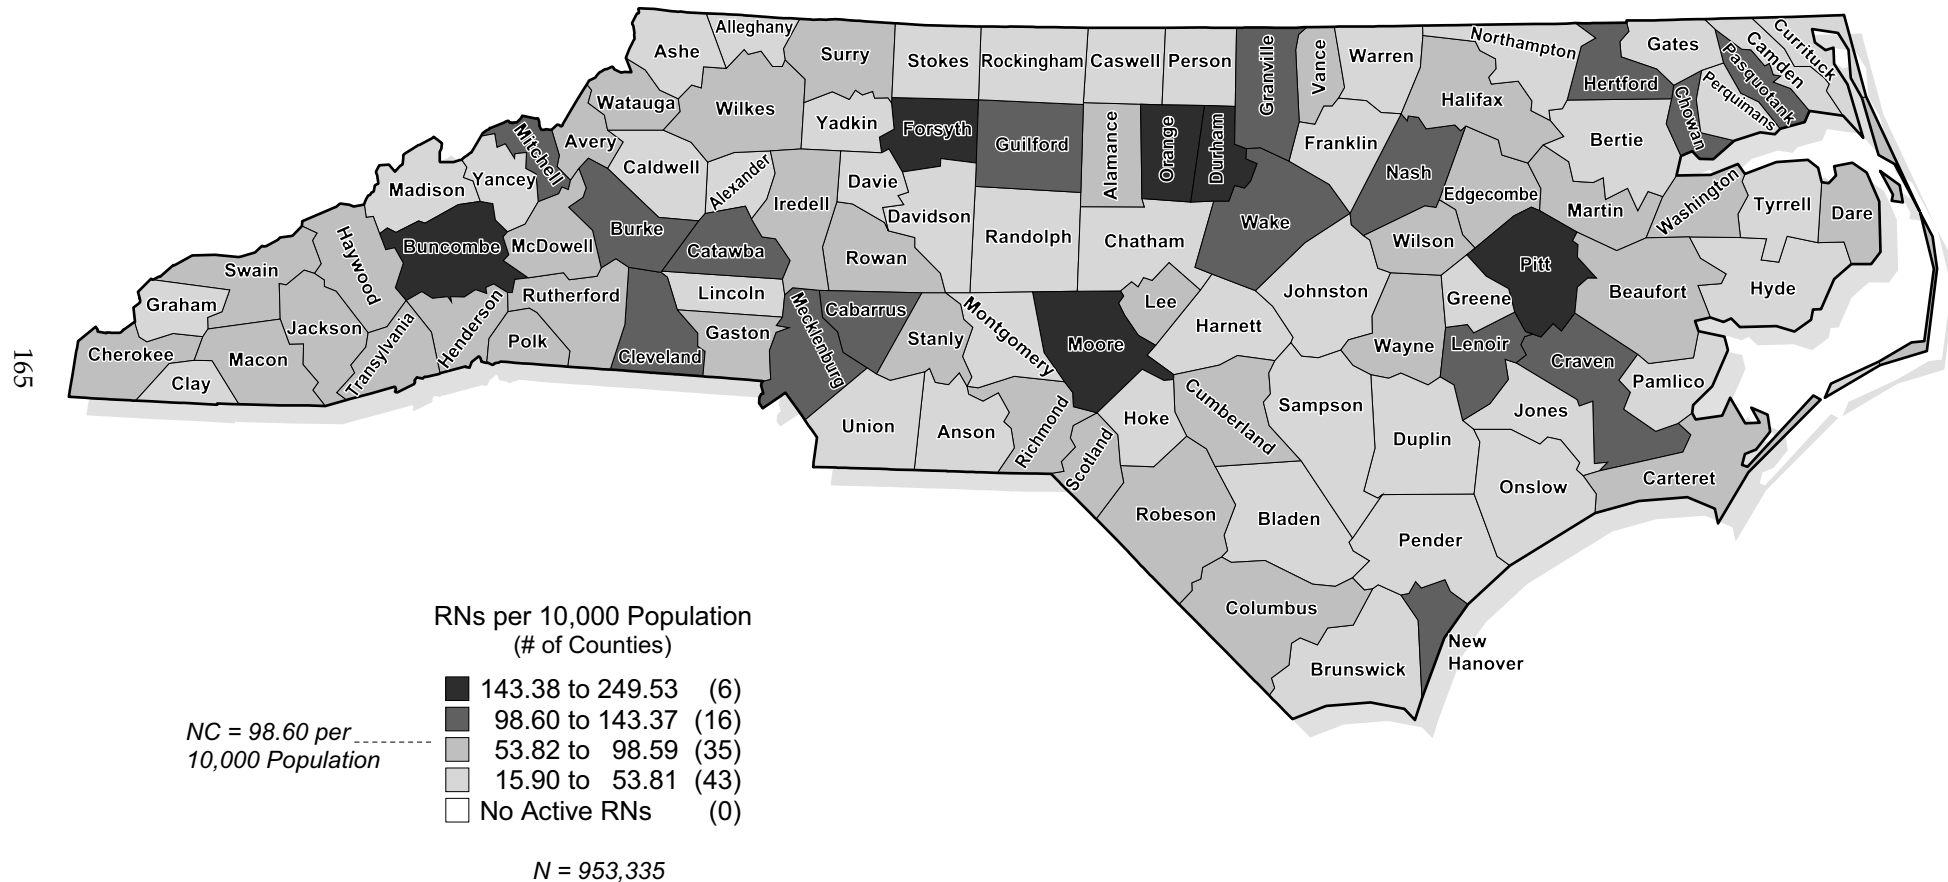 Alleghany
Ashe
Surry
Stokes
Rockingham
Caswell
Person
Granville
Vance
Warren
Northampton
Gates
Camden
Currituck
Pasquotank
Perquimans
Hertford
Chowan
Halifax
Bertie
Watauga
Wilkes
Yadkin
Forsyth
Guilford
Alamance
Orange
Durham
Franklin
Nash
Edgecombe
Martin
Washington
Tyrrell
Dare
Mitchell
Avery
Caldwell
Alexander
Davie
Iredell
Davidson
Madison
Yancey
Buncombe
McDowell
Burke
Catawba
Rowan
Randolph
Chatham
Wake
Wilson
Pitt
Beaufort
Hyde
Haywood
Swain
Graham
Jackson
Cherokee
Macon
Clay
Transylvania
Henderson
Polk
Rutherford
Cleveland
Lincoln
Gaston
Mecklenburg
Cabarrus
Stanly
Montgomery
Moore
Lee
Harnett
Johnston
Greene
Wayne
Lenoir
Craven
Pamlico
Jones
Union
Anson
Richmond
Scotland
Hoke
Cumberland
Sampson
Duplin
Onslow
Carteret
Robeson
Bladen
Pender
Columbus
Brunswick
New
Hanover
165
RNs per 10,000 Population
(# of Counties)
143.38 to 249.53 (6)
98.60 to 143.37 (16)
53.82 to 98.59 (35)
15.90 to 53.81 (43)
No Active RNs (0)
NC = 98.60 per
10,000 Population
N = 953,335